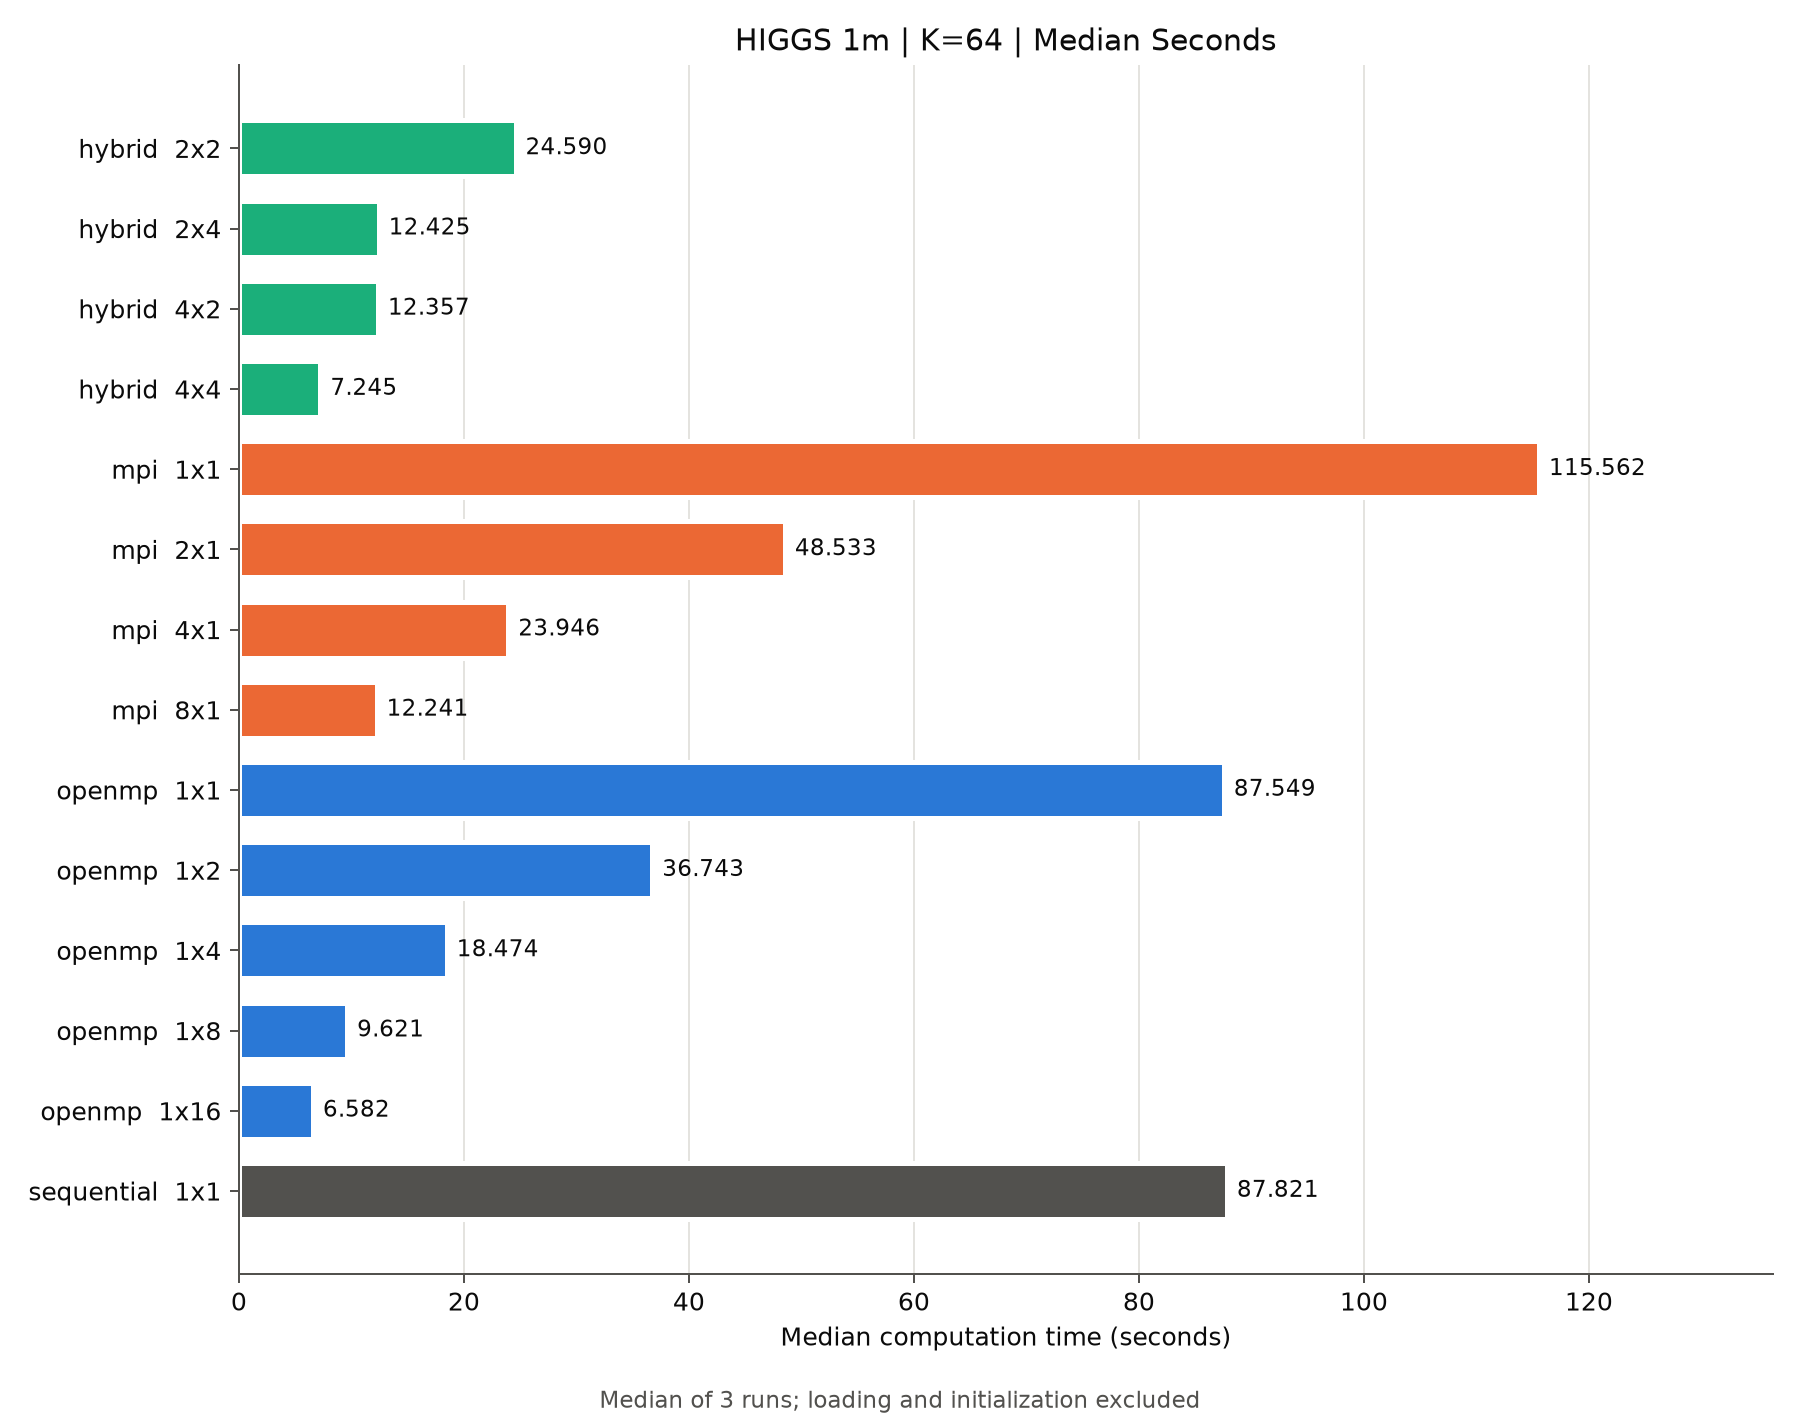 HIGGS 1m | K=64 | Median Seconds
hybrid 2x2 24.590
hybrid 2x4 12.425
hybrid 4x2 12.357
hybrid 4x4 7.245
mpi 1x1 115.562
mpi 2x1 48.533
mpi 4x1 23.946
mpi 8x1 12.241
openmp 1x1 87.549
openmp 1x2 36.743
openmp 1x4 18.474
openmp 1x8 9.621
openmp 1x16 6.582
sequential 1x1 87.821
0 20 40 60 80 100 120
Median computation time (seconds)
Median of 3 runs; loading and initialization excluded